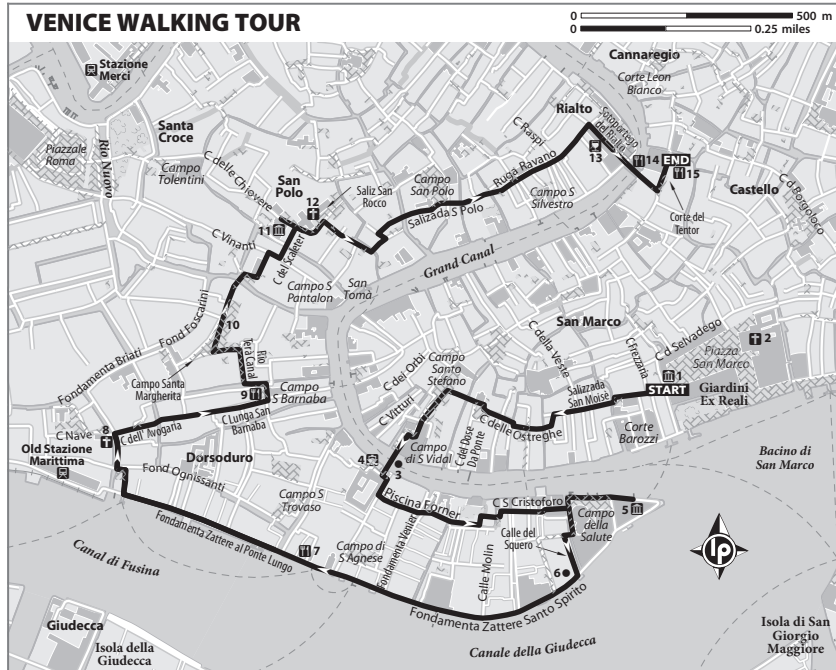 VENICE WALKING TOUR
0 500 m
0 0.25 miles
Stazione
Merci
Cannaregio
Corte Leon
Bianco
Santa
Croce
Piazzale
Roma
Rio Nuovo
Campo
Tolentini
C delle Chiovere
San
Polo
12
Saliz San
Rocco
Campo
San Polo
C Raspi
Rialto
Sotoportego
del Rialto
13
14
END
15
Castello
C d Borgoloco
Corte del
Tentor
Ruga Ravano
Campo S
Silvestro
Salizada S Polo
11
C Vinanti
C del Scaleter
Campo S
Pantalon
San
Tomà
Grand Canal
San Marco
C d Selvadego
C frezzaria
Piazza
San Marco
2
1
START
Giardini
Ex Reali
C della Veste
Salizzada
San Moisè
Corte
Barozzi
Fond Foscarini
10
Fondamenta Briati
Rio
Terà Canal
Campo Santa
Margherita
Campo
S Barnaba
9
C Lunga San
Barnaba
Campo
Santo
Stefano
C dei Orbi
C Vitturi
C delle Ostreghe
C del Dose
Da Ponte
Campo
di S Vidal
8
C Nave
C dell' Avogaria
Old Stazione
Marittima
Dorsoduro
Fond Ognissanti
4
3
Bacino di
San Marco
Campo S
Trovaso
Piscina Forner
C S Cristoforo
Campo
della
Salute
5
Fondamenta Zattere al Ponte Lungo
7
Campo di
S Agnese
Fondamenta Venier
Calle Molin
Calle del
Squero
6
lp
Canal di Fusina
Fondamenta Zattere Santo Spirito
Canale della Giudecca
Giudecca
Isola della
Giudecca
Isola di San
Giorgio
Maggiore